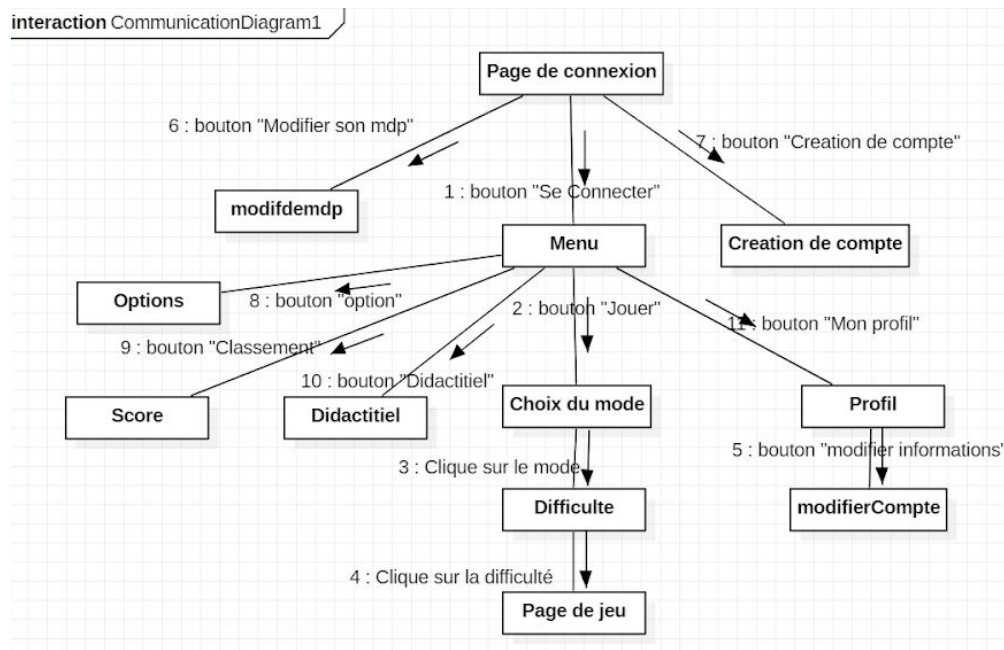 interaction CommunicationDiagram1
Page de connexion
6 : bouton "Modifier son mdp"
7 : bouton "Creation de compte"
1 : bouton "Se Connecter"
modifdemdp
Menu
Creation de compte
Options
8 : bouton "option"
2 : bouton "Jouer"
11 : bouton "Mon profil"
9 : bouton "Classement"
10 : bouton "Didactitiel"
Score
Didactitiel
Choix du mode
Profil
5 : bouton "modifier informations"
3 : Clique sur le mode
Difficulte
modifierCompte
4 : Clique sur la difficulté
Page de jeu